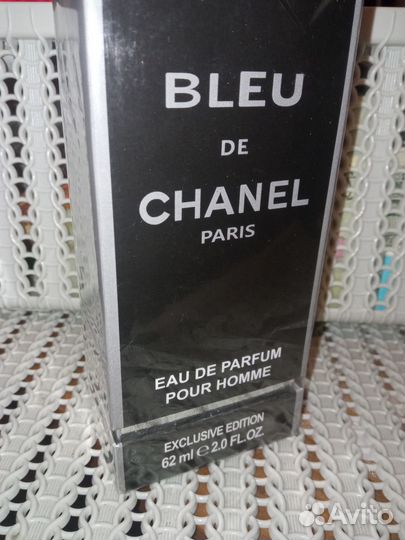 BLEU
DE
CHANEL
PARIS
EAU DE PARFUM
POUR HOMME
EXCLUSIVE EDITION
62 ml e 2.0 FL.OZ.
Avito